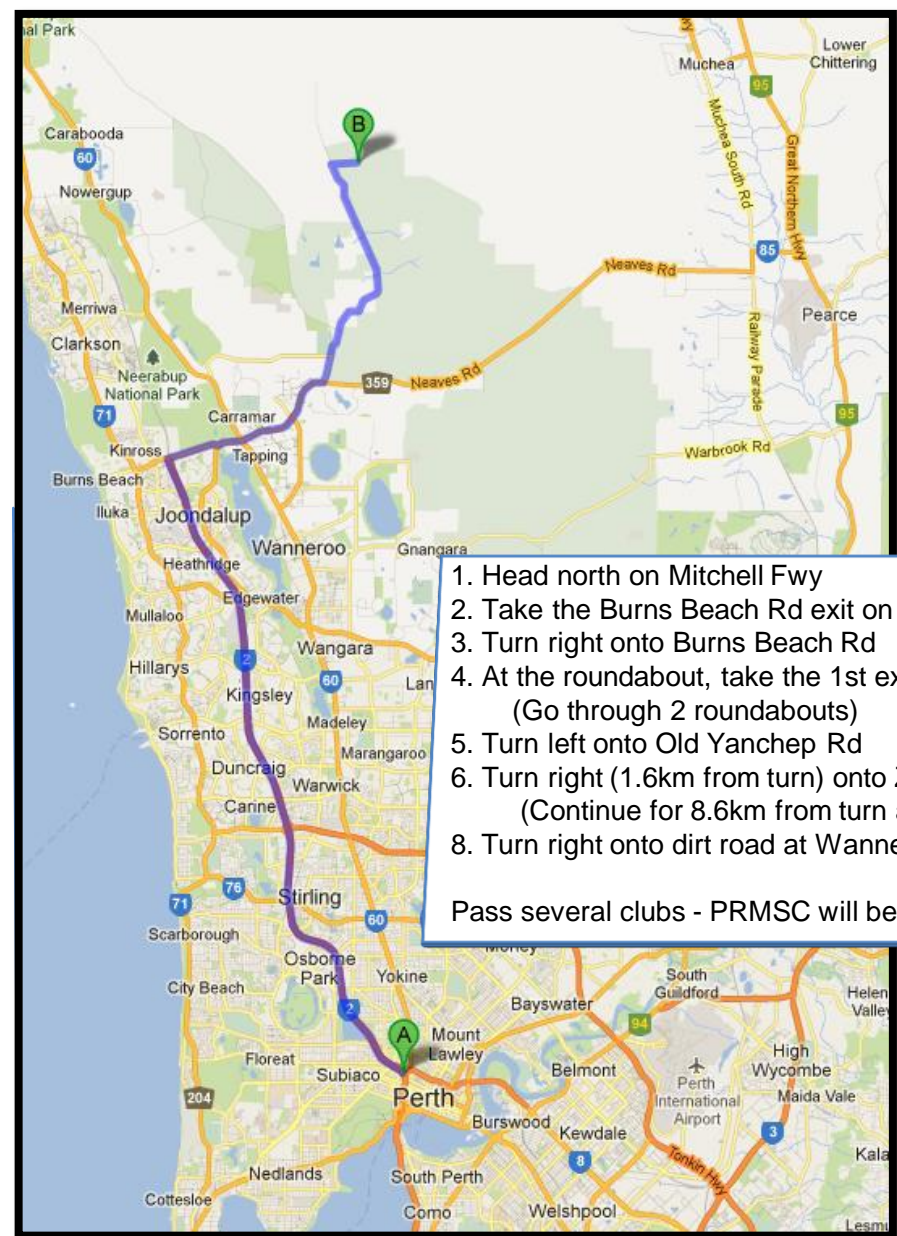 al Park
Lower
Chittering
Muchea
95
B
Carabooda
60
Nowergup
Muchea South Rd
Great Northern Hwy
85
Neaves Rd
Merriwa
Pearce
Clarkson
Railway Parade
Neerabup
National Park
359
Neaves Rd
71
Carramar
95
Kinross
Tapping
Warbrook Rd
Burns Beach
Iluka
Joondalup
Wanneroo
Gnangara
Heathridge
Edgewater
Mullaloo
Wangara
Hillarys
2
60
Lan
Kingsley
Madeley
Sorrento
Marangaroo
Duncraig
Warwick
Carine
1. Head north on Mitchell Fwy
2. Take the Burns Beach Rd exit on
3. Turn right onto Burns Beach Rd
4. At the roundabout, take the 1st ex
(Go through 2 roundabouts)
5. Turn left onto Old Yanchep Rd
6. Turn right (1.6km from turn) onto
(Continue for 8.6km from turn
8. Turn right onto dirt road at Wanne
Pass several clubs - PRMSC will be
76
Stirling
71
60
Scarborough
Morley
Osborne
Park
Yokine
City Beach
South
Guildford
Helen
Valley
Bayswater
2
94
A
Mount
Lawley
High
Wycombe
Floreat
Belmont
Subiaco
Perth
International
Airport
Maida Vale
204
Perth
Burswood
Kewdale
3
8
Kala
Tonkin Hwy
Nedlands
South Perth
Cottesloe
Como
Welshpool
Lesmu